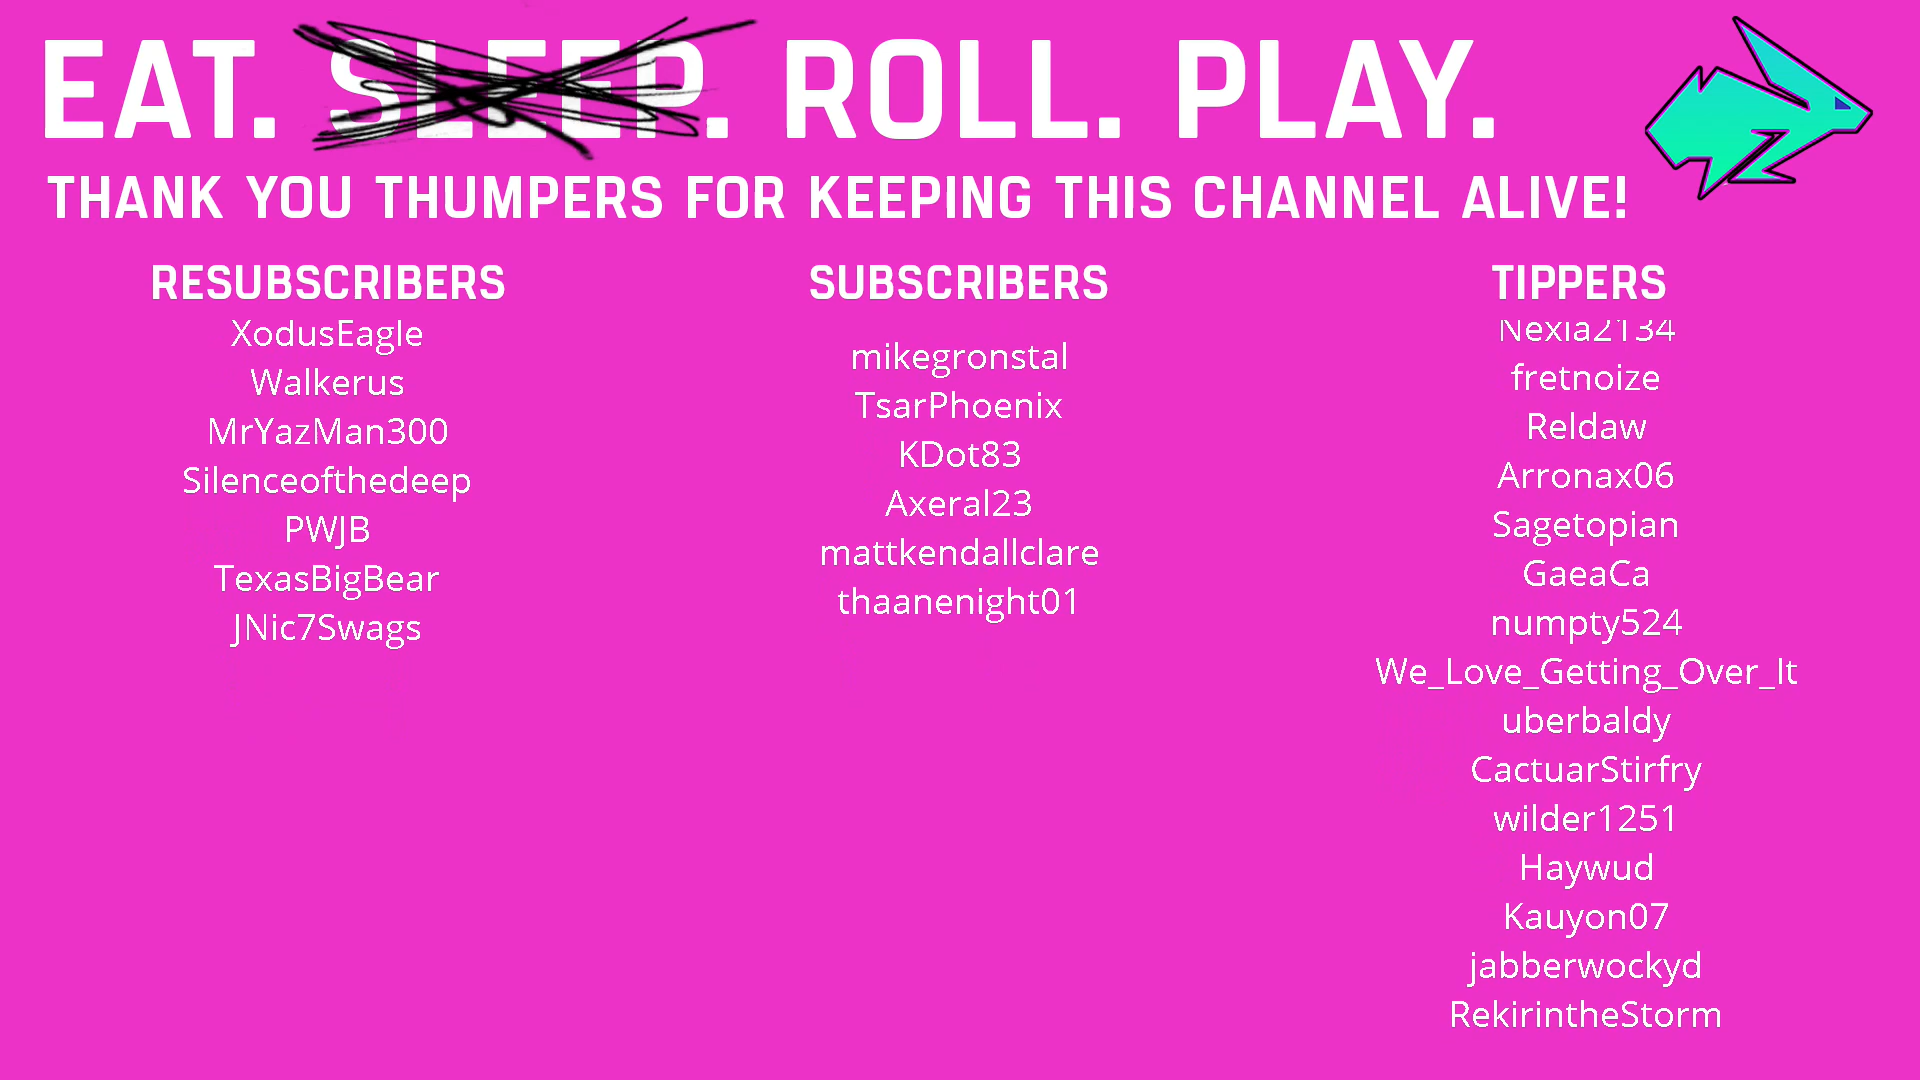 EAT. SLEEP. ROLL. PLAY.
THANK YOU THUMPERS FOR KEEPING THIS CHANNEL ALIVE!
RESUBSCRIBERS
XodusEagle
Walkerus
MrYazMan300
Silenceofthedeep
PWJB
TexasBigBear
JNic7Swags
SUBSCRIBERS
mikegronstal
TsarPhoenix
KDot83
Axeral23
mattkendallclare
thaanenight01
TIPPERS
Nexia2134
fretnoize
Reldaw
Arronax06
Sagetopian
GaeaCa
numpty524
We_Love_Getting_Over_It
uberbaldy
CactuarStirfry
wilder1251
Haywud
Kauyon07
jabberwockyd
RekirintheStorm